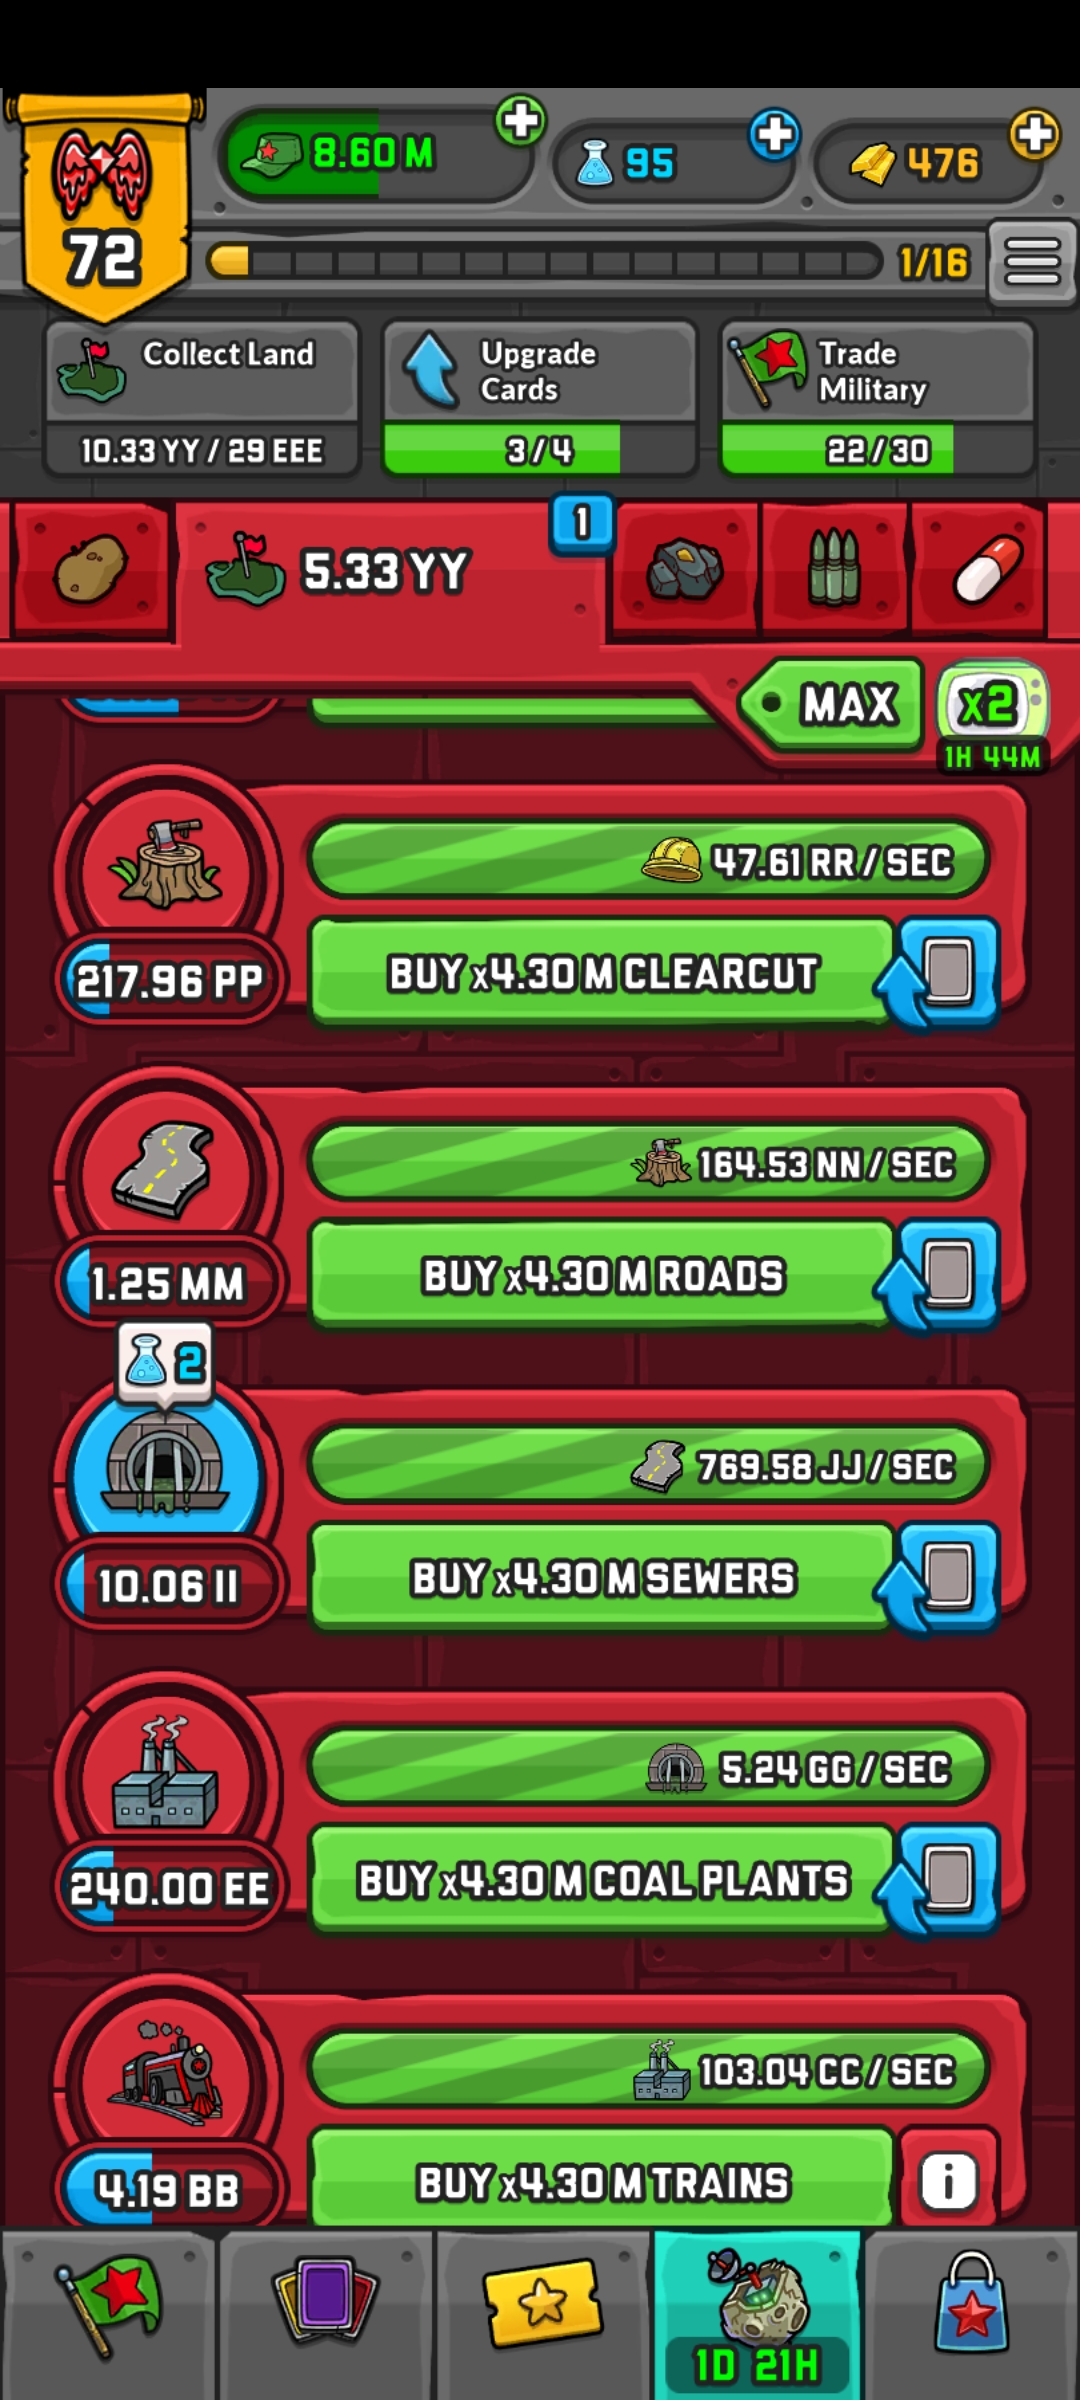 72
8.60 M
95
476
1/16
Collect Land
10.33 YY / 29 EEE
Upgrade
Cards
3/4
Trade
Military
22/30
5.33 YY
1
MAX
x2
1H 44M
47.61 RR / SEC
217.96 PP
BUY x4.30 M CLEARCUT
164.53 NN / SEC
1.25 MM
BUY x4.30 M ROADS
2
769.58 JJ / SEC
10.06 II
BUY x4.30 M SEWERS
5.24 GG / SEC
240.00 EE
BUY x4.30 M COAL PLANTS
103.04 CC / SEC
4.19 BB
BUY x4.30 M TRAINS
i
1D 21H